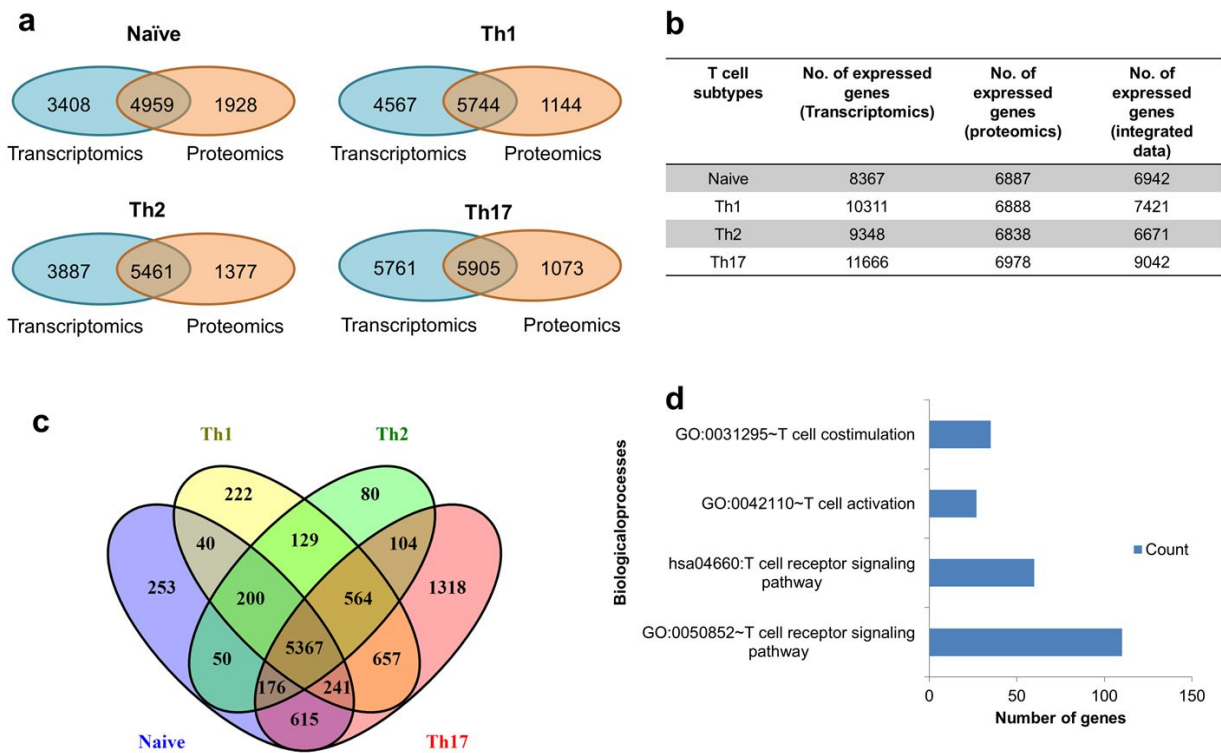 a
Naïve
3408 4959 1928
Transcriptomics Proteomics
Th1
4567 5744 1144
Transcriptomics Proteomics
Th2
3887 5461 1377
Transcriptomics Proteomics
Th17
5761 5905 1073
Transcriptomics Proteomics
b
T cell
subtypes
No. of expressed
genes
(Transcriptomics)
No. of
expressed
genes
(proteomics)
No. of
expressed
genes
(integrated
data)
Naive 8367 6887 6942
Th1 10311 6888 7421
Th2 9348 6838 6671
Th17 11666 6978 9042
c
Th1 Th2
222 80
40 129 104
253 200 564 1318
5367
50 657
176 241
615
Naive Th17
d
Biologicaloprocesses
GO:0031295~T cell costimulation
GO:0042110~T cell activation
hsa04660:T cell receptor signaling
pathway
GO:0050852~T cell receptor signaling
pathway
Count
0 50 100 150
Number of genes